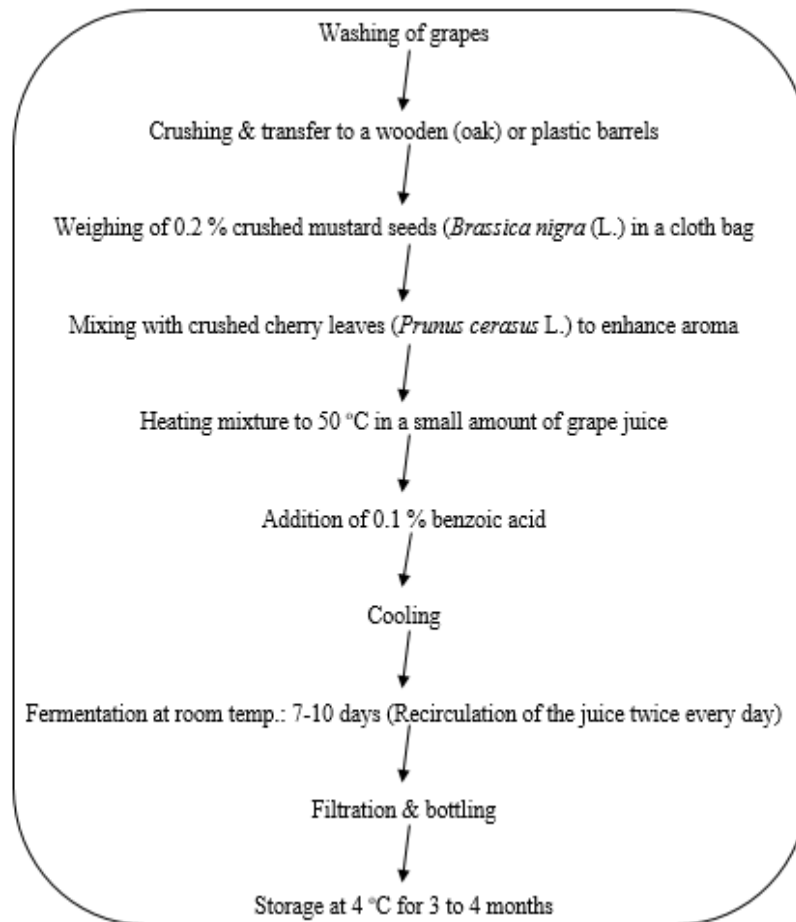 Washing of grapes
Crushing & transfer to a wooden (oak) or plastic barrels
Weighing of 0.2 % crushed mustard seeds (Brassica nigra (L.) in a cloth bag
Mixing with crushed cherry leaves (Prunus cerasus L.) to enhance aroma
Heating mixture to 50 °C in a small amount of grape juice
Addition of 0.1 % benzoic acid
Cooling
Fermentation at room temp.: 7-10 days (Recirculation of the juice twice every day)
Filtration & bottling
Storage at 4 °C for 3 to 4 months